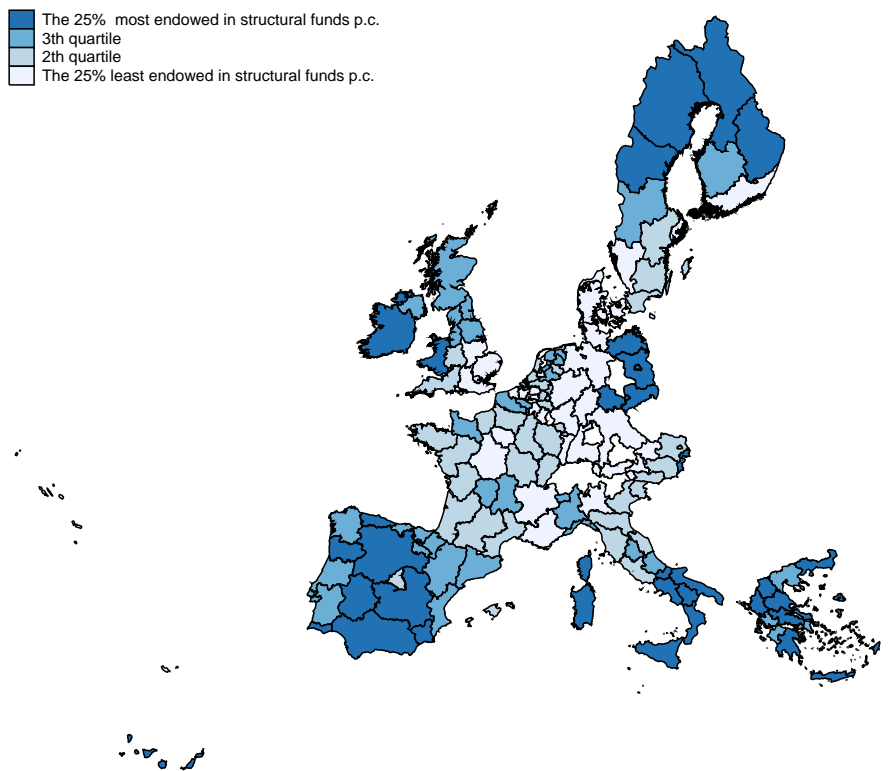 The 25%  most endowed in structural funds p.c.
3th quartile
2th quartile
The 25% least endowed in structural funds p.c.